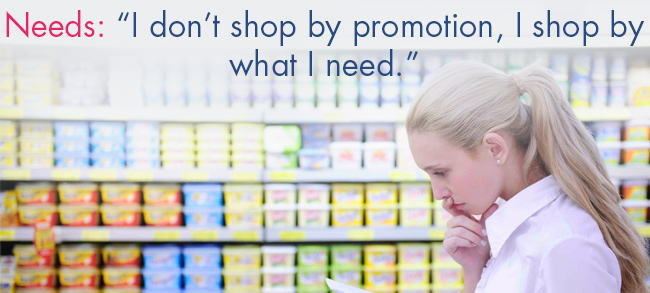 Needs: “I don’t shop by promotion, I shop by
what I need.”